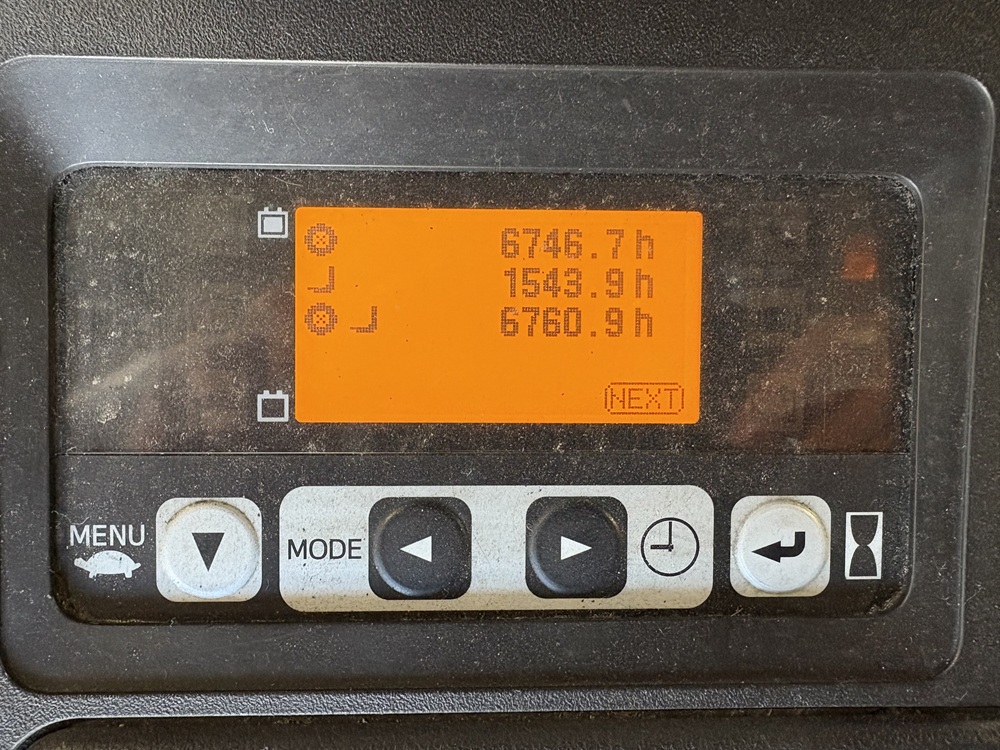 6746.7h
1543.9h
6760.9h
NEXT
MENU
MODE